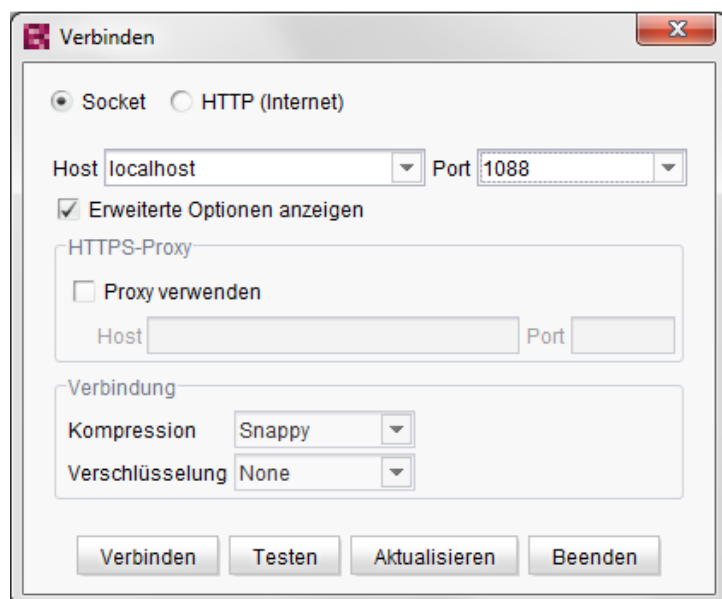 Verbinden
Socket HTTP (Internet)
Host localhost Port 1088
Erweiterte Optionen anzeigen
HTTPS-Proxy
Proxy verwenden
Host Port
Verbindung
Kompression Snappy
Verschlüsselung None
Verbinden Testen Aktualisieren Beenden